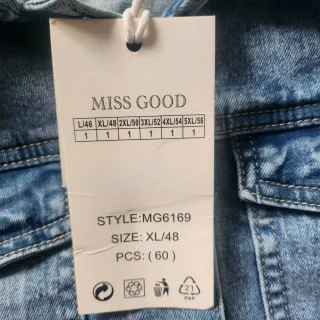 MISS GOOD
L/46 XL/48 2XL/50 3XL/52 4XL/54 5XL/56
1 1 1 1 1 1
STYLE:MG6169
SIZE: XL/48
PCS: ( 60 )
21
PAP